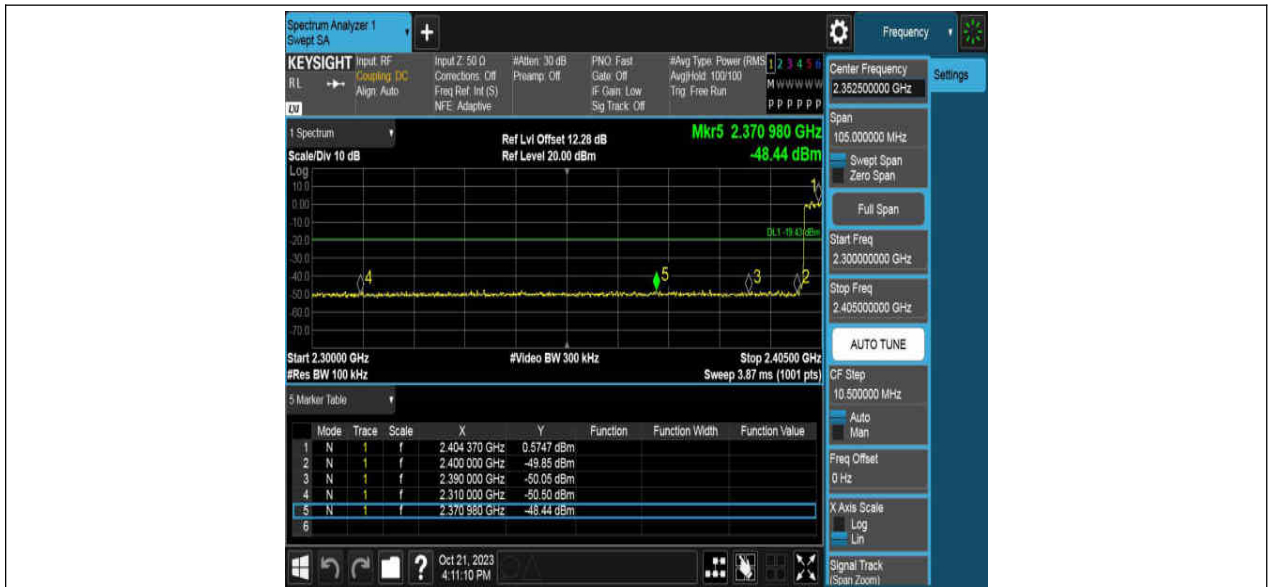 Spectrum Analyzer 1
Swept SA
+
Frequency
KEYSIGHT Input: RF Input Z: 50 Ω #Atten: 30 dB PNO: Fast #Avg Type: Power (RMS 1 2 3 4 5 6
RL Coupling: DC Corrections: Off Preamp: Off Gate: Off Avg|Hold: 100/100 M W W W W W
Align: Auto Freq Ref: Int (S) IF Gain: Low Trig: Free Run
NFE: Adaptive Sig Track: Off P P P P P P
LXI
Center Frequency
2.352500000 GHz
Settings
1 Spectrum
Ref Lvl Offset 12.28 dB
Mkr5 2.370 980 GHz
Scale/Div 10 dB
Ref Level 20.00 dBm
-48.44 dBm
Span
105.000000 MHz
Swept Span
Zero Span
Full Span
Start Freq
2.300000000 GHz
Stop Freq
2.405000000 GHz
AUTO TUNE
CF Step
10.500000 MHz
Auto
Man
Freq Offset
0 Hz
X Axis Scale
Log
Lin
Signal Track
(Span Zoom)
Log
10.0
0.00
-10.0
-20.0
-30.0
-40.0
-50.0
-60.0
-70.0
1
DL1 -19.43 dBm
4
5
3
2
Start 2.30000 GHz #Video BW 300 kHz Stop 2.40500 GHz
#Res BW 100 kHz Sweep 3.87 ms (1001 pts)
5 Marker Table
Mode Trace Scale X Y Function Function Width Function Value
1 N 1 f 2.404 370 GHz 0.5747 dBm
2 N 1 f 2.400 000 GHz -49.85 dBm
3 N 1 f 2.390 000 GHz -50.05 dBm
4 N 1 f 2.310 000 GHz -50.50 dBm
5 N 1 f 2.370 980 GHz -48.44 dBm
6
?
Oct 21, 2023
4:11:10 PM